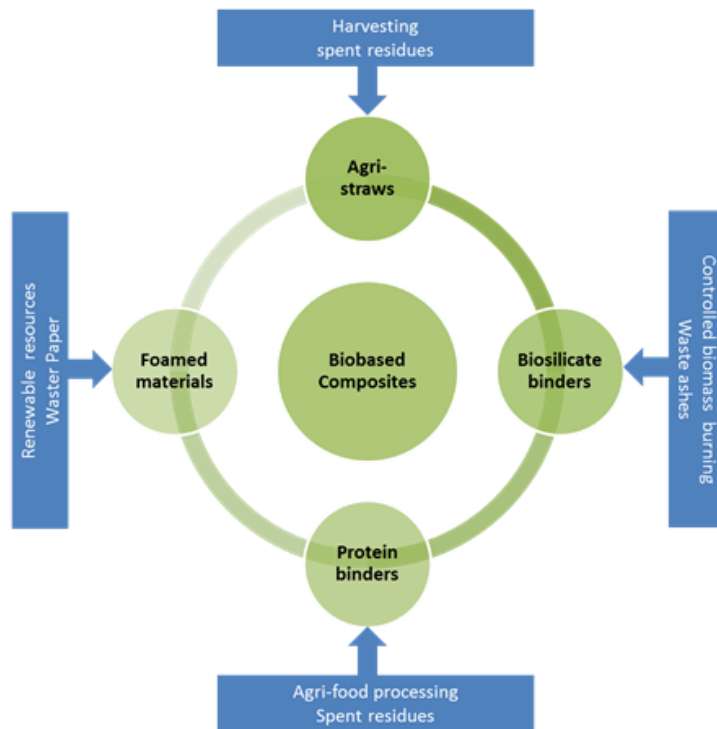 Harvesting
spent residues
Agri-
straws
Renewable resources
Waster Paper
Foamed
materials
Biobased
Composites
Biosilicate
binders
Controlled biomass burning
Waste ashes
Protein
binders
Agri-food processing
Spent residues